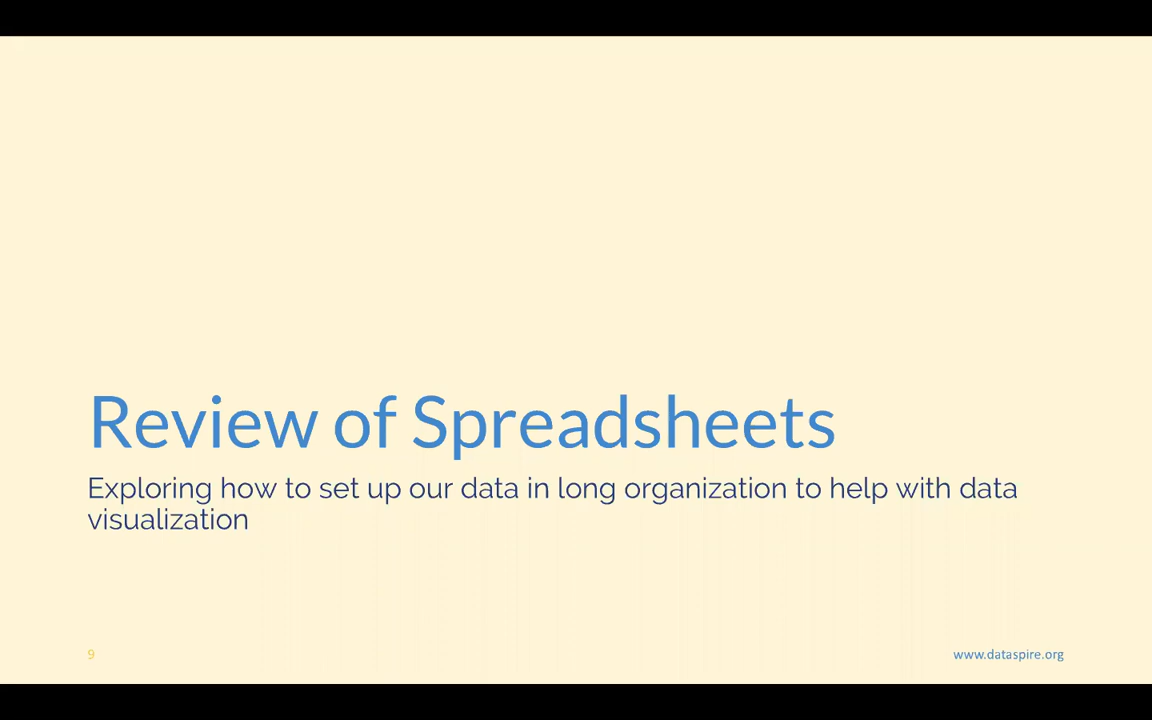 Review of Spreadsheets
Exploring how to set up our data in long organization to help with data
visualization
9
www.dataspire.org